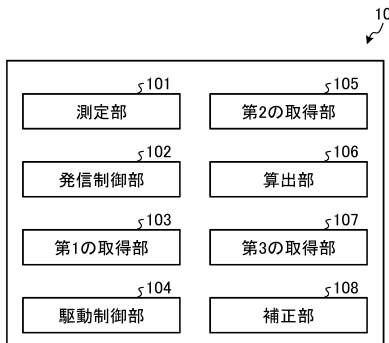 10
101
測定部
102
発信制御部
103
第1の取得部
104
駆動制御部
105
第2の取得部
106
算出部
107
第3の取得部
108
補正部